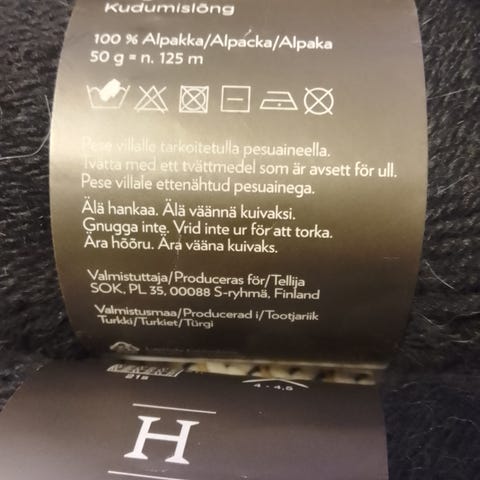 Kudumislõng
100 % Alpakka/Alpacka/Alpaka
50 g = n. 125 m
Pese villalle tarkoitetulla pesuaineella.
Tvätta med ett tvättmedel som är avsett för ull.
Pese villale ettenähtud pesuainega.
Älä hankaa. Älä väännä kuivaksi.
Gnugga inte. Vrid inte ur för att torka.
Ära hõõru. Ära vääna kuivaks.
Valmistuttaja/Produceras för/Tellija
SOK, PL 35, 00088 S-ryhmä, Finland
Valmistusmaa/Producerad i/Tootjariik
Turkki/Turkiet/Türgi
21s
4 - 4,5
H